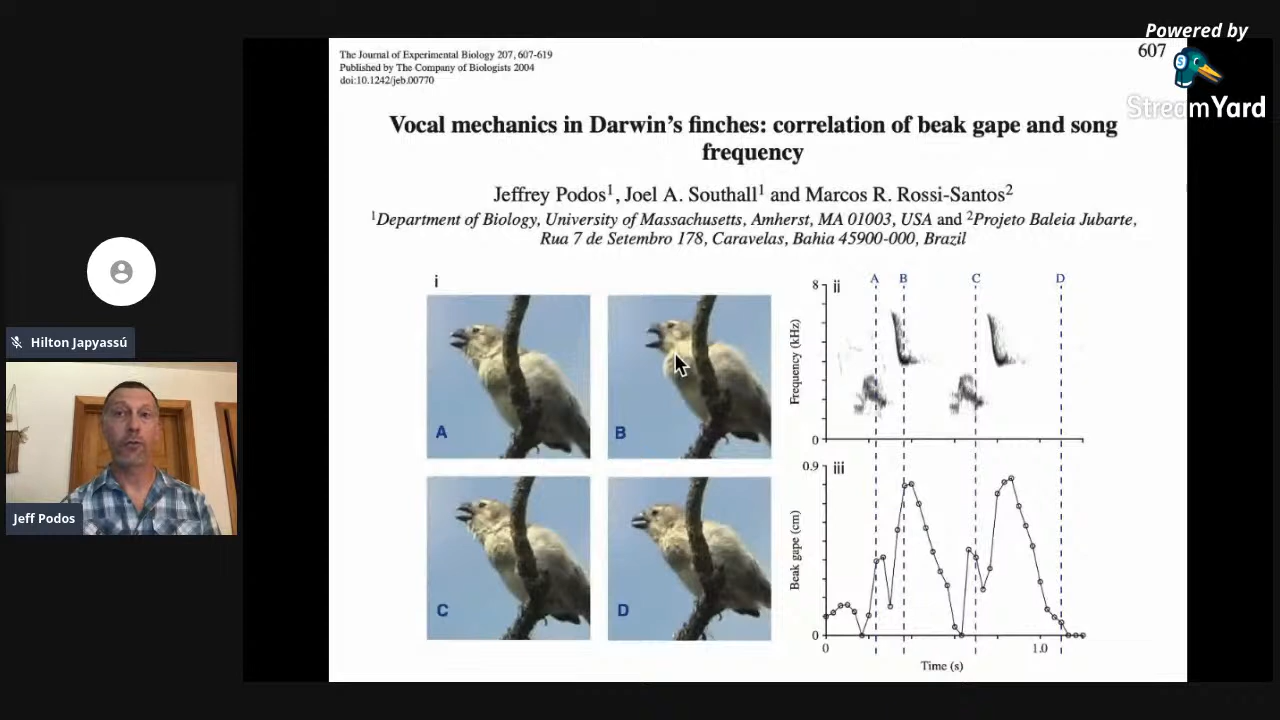 Powered by
StreamYard
The Journal of Experimental Biology 207, 607-619
Published by The Company of Biologists 2004
doi:10.1242/jeb.00770
607
Vocal mechanics in Darwin's finches: correlation of beak gape and song
frequency
Jeffrey Podos1, Joel A. Southall1 and Marcos R. Rossi-Santos2
1Department of Biology, University of Massachusetts, Amherst, MA 01003, USA and 2Projeto Baleia Jubarte,
Rua 7 de Setembro 178, Caravelas, Bahia 45900-000, Brazil
i
A
B
C
D
A B C D
8 ii
Frequency (kHz)
0
0.9 iii
Beak gape (cm)
0
0 1.0
Time (s)
Hilton Japyassú
Jeff Podos